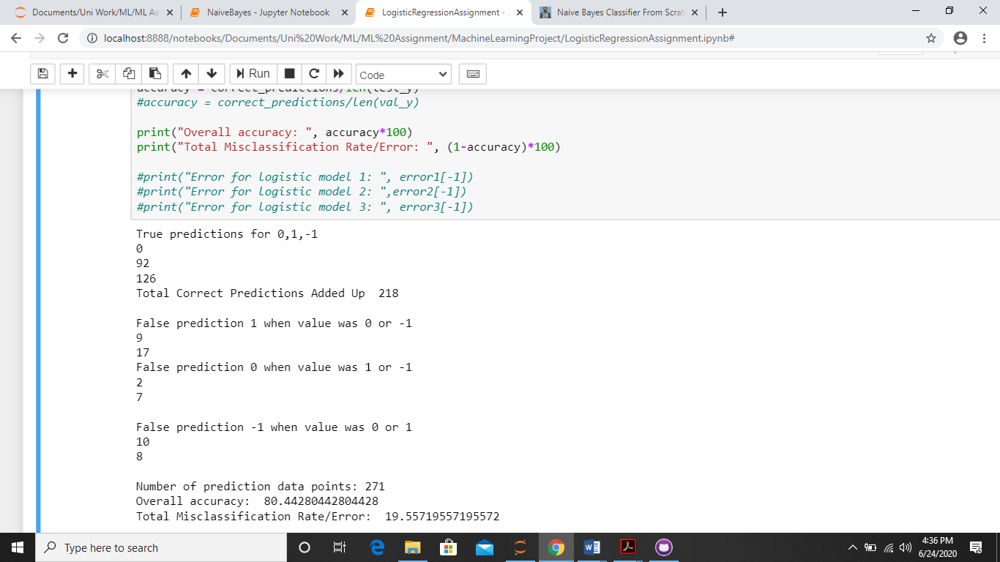 Documents/Uni Work/ML/ML As
NaiveBayes - Jupyter Notebook
LogisticRegressionAssignment - J
Naive Bayes Classifier From Scrat
localhost:8888/notebooks/Documents/Uni%20Work/ML/ML%20Assignment/MachineLearningProject/LogisticRegressionAssignment.ipynb#
Run
Code
accuracy = correct_predictions/len(test_y)
#accuracy = correct_predictions/len(val_y)
print("Overall accuracy: ", accuracy*100)
print("Total Misclassification Rate/Error: ", (1-accuracy)*100)
#print("Error for logistic model 1: ", error1[-1])
#print("Error for logistic model 2: ",error2[-1])
#print("Error for logistic model 3: ", error3[-1])
True predictions for 0,1,-1
0
92
126
Total Correct Predictions Added Up  218
False prediction 1 when value was 0 or -1
9
17
False prediction 0 when value was 1 or -1
2
7
False prediction -1 when value was 0 or 1
10
8
Number of prediction data points: 271
Overall accuracy:  80.44280442804428
Total Misclassification Rate/Error:  19.55719557195572
Type here to search
4:36 PM
6/24/2020